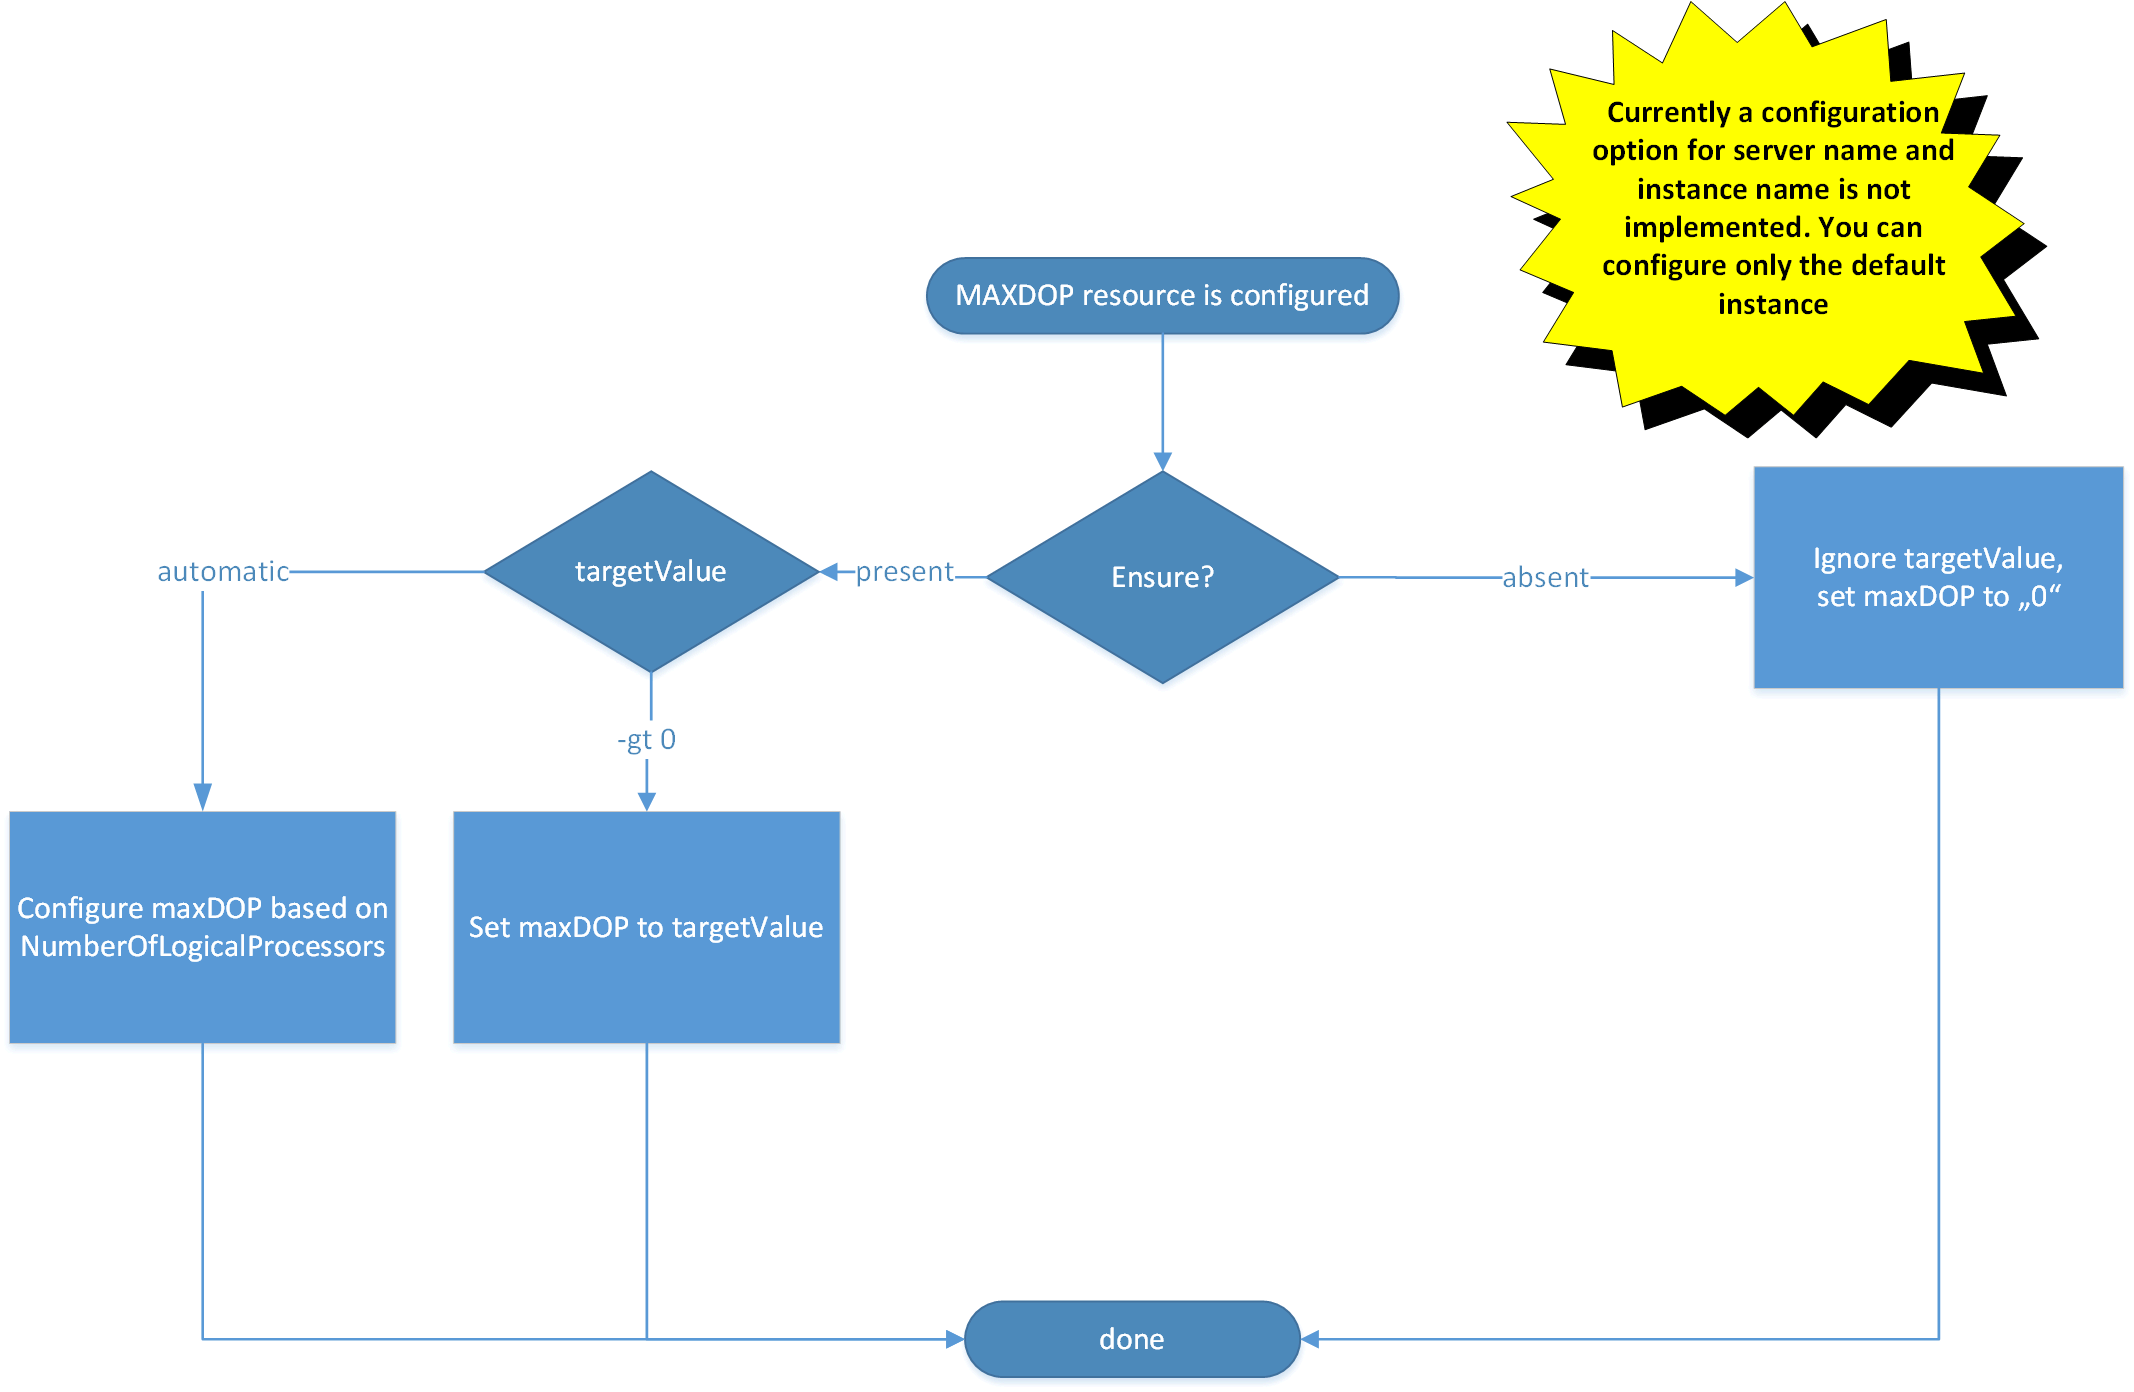 Currently a configuration
option for server name and
instance name is not
implemented. You can
configure only the default
instance
MAXDOP resource is configured
automatic
targetValue
present
Ensure?
absent
Ignore targetValue,
set maxDOP to „0“
-gt 0
Configure maxDOP based on
NumberOfLogicalProcessors
Set maxDOP to targetValue
done